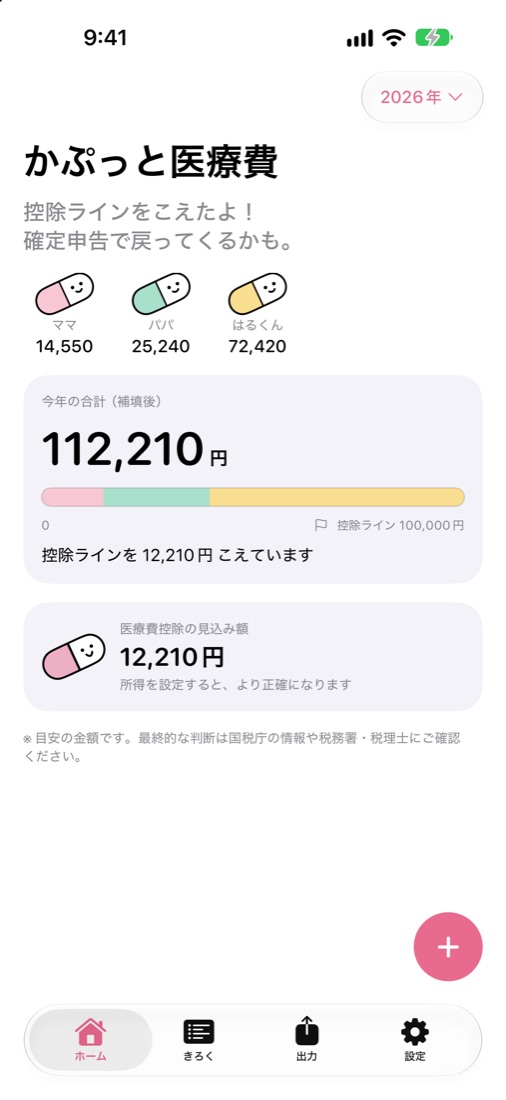 9:41
2026年
かぷっと医療費
控除ラインをこえたよ！
確定申告で戻ってくるかも。
ママ パパ はるくん
14,550 25,240 72,420
今年の合計（補填後）
112,210円
0 控除ライン 100,000円
控除ラインを 12,210円 こえています
医療費控除の見込み額
12,210円
所得を設定すると、より正確になります
※目安の金額です。最終的な判断は国税庁の情報や税務署・税理士にご確認
ください。
ホーム きろく 出力 設定